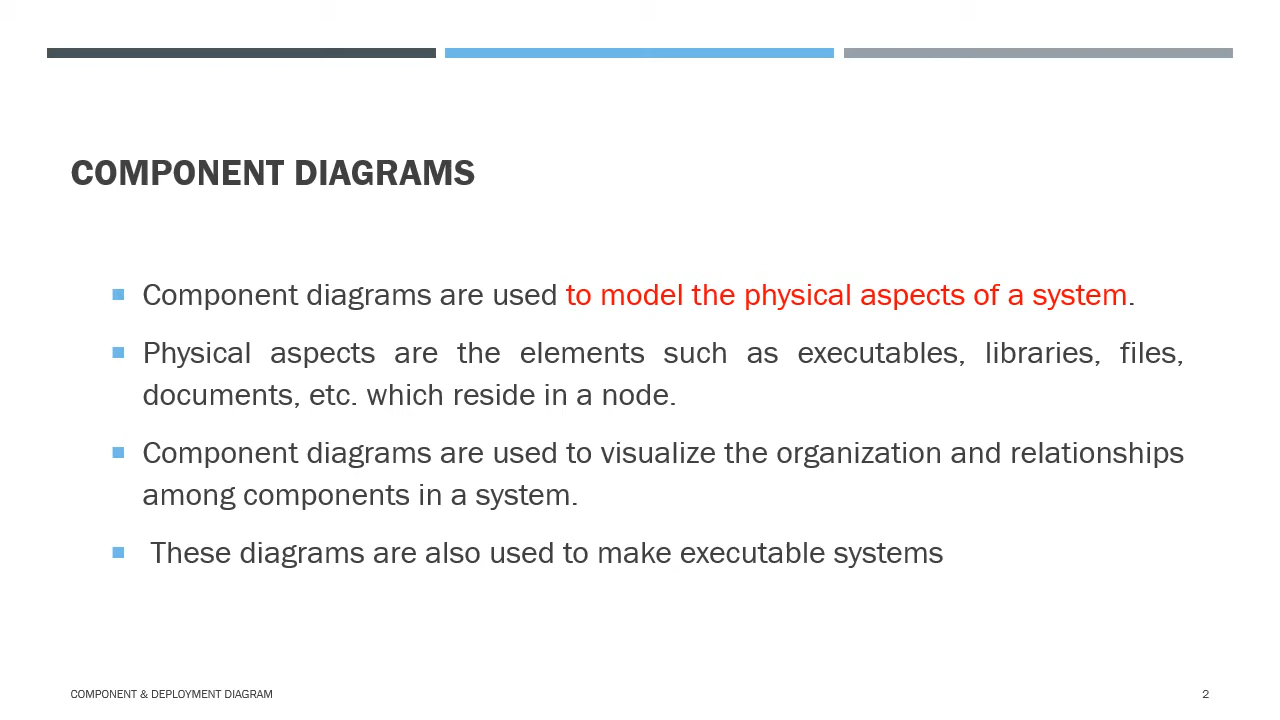 COMPONENT DIAGRAMS
Component diagrams are used to model the physical aspects of a system.
Physical aspects are the elements such as executables, libraries, files,
documents, etc. which reside in a node.
Component diagrams are used to visualize the organization and relationships
among components in a system.
These diagrams are also used to make executable systems
COMPONENT & DEPLOYMENT DIAGRAM
2